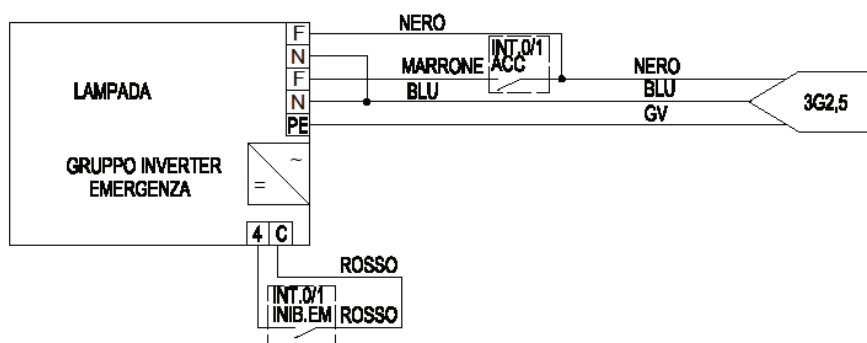 NERO
F
N
F
N
PE
LAMPADA
MARRONE
INT.0/1
ACC
NERO
BLU
BLU
GV
3G2,5
GRUPPO INVERTER
EMERGENZA
~
=
4 C
ROSSO
INT.0/1
INIB.EM
ROSSO